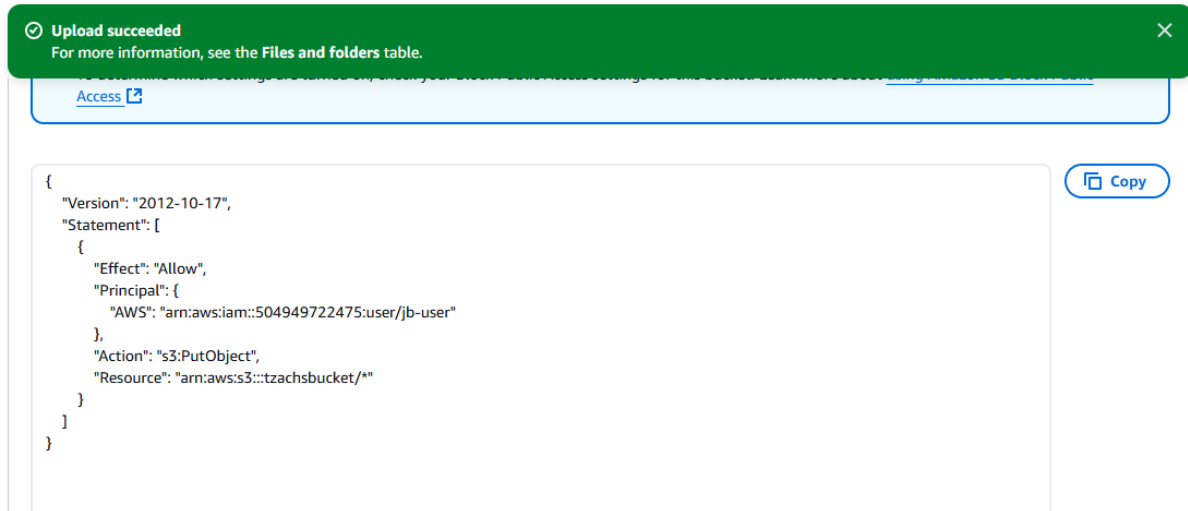 Upload succeeded
For more information, see the Files and folders table.
Access
{
"Version": "2012-10-17",
"Statement": [
{
"Effect": "Allow",
"Principal": {
"AWS": "arn:aws:iam::504949722475:user/jb-user"
},
"Action": "s3:PutObject",
"Resource": "arn:aws:s3:::tzachsbucket/*"
}
]
}
Copy